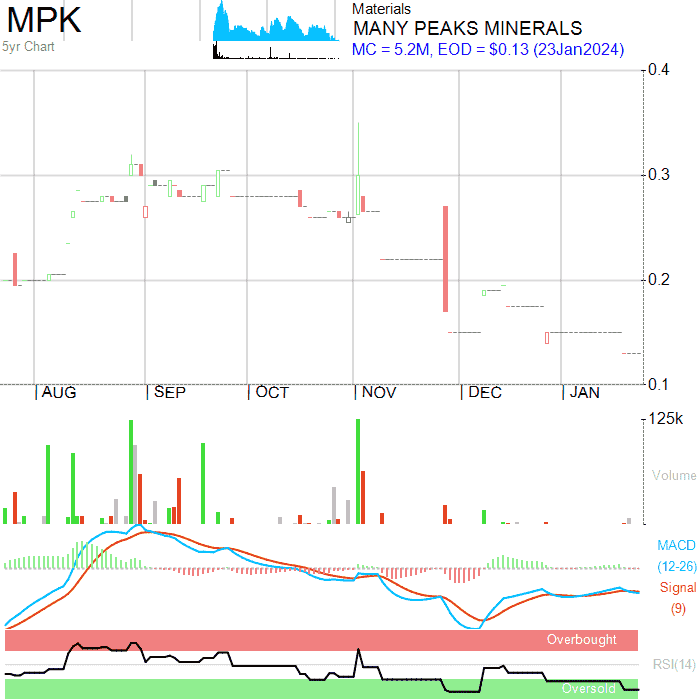 MPK
5yr Chart
Materials
MANY PEAKS MINERALS
MC = 5.2M, EOD = $0.13 (23Jan2024)
0.4
0.3
0.2
0.1
AUG SEP OCT NOV DEC JAN
125k
Volume
MACD
(12-26)
Signal
(9)
Overbought
RSI(14)
Oversold